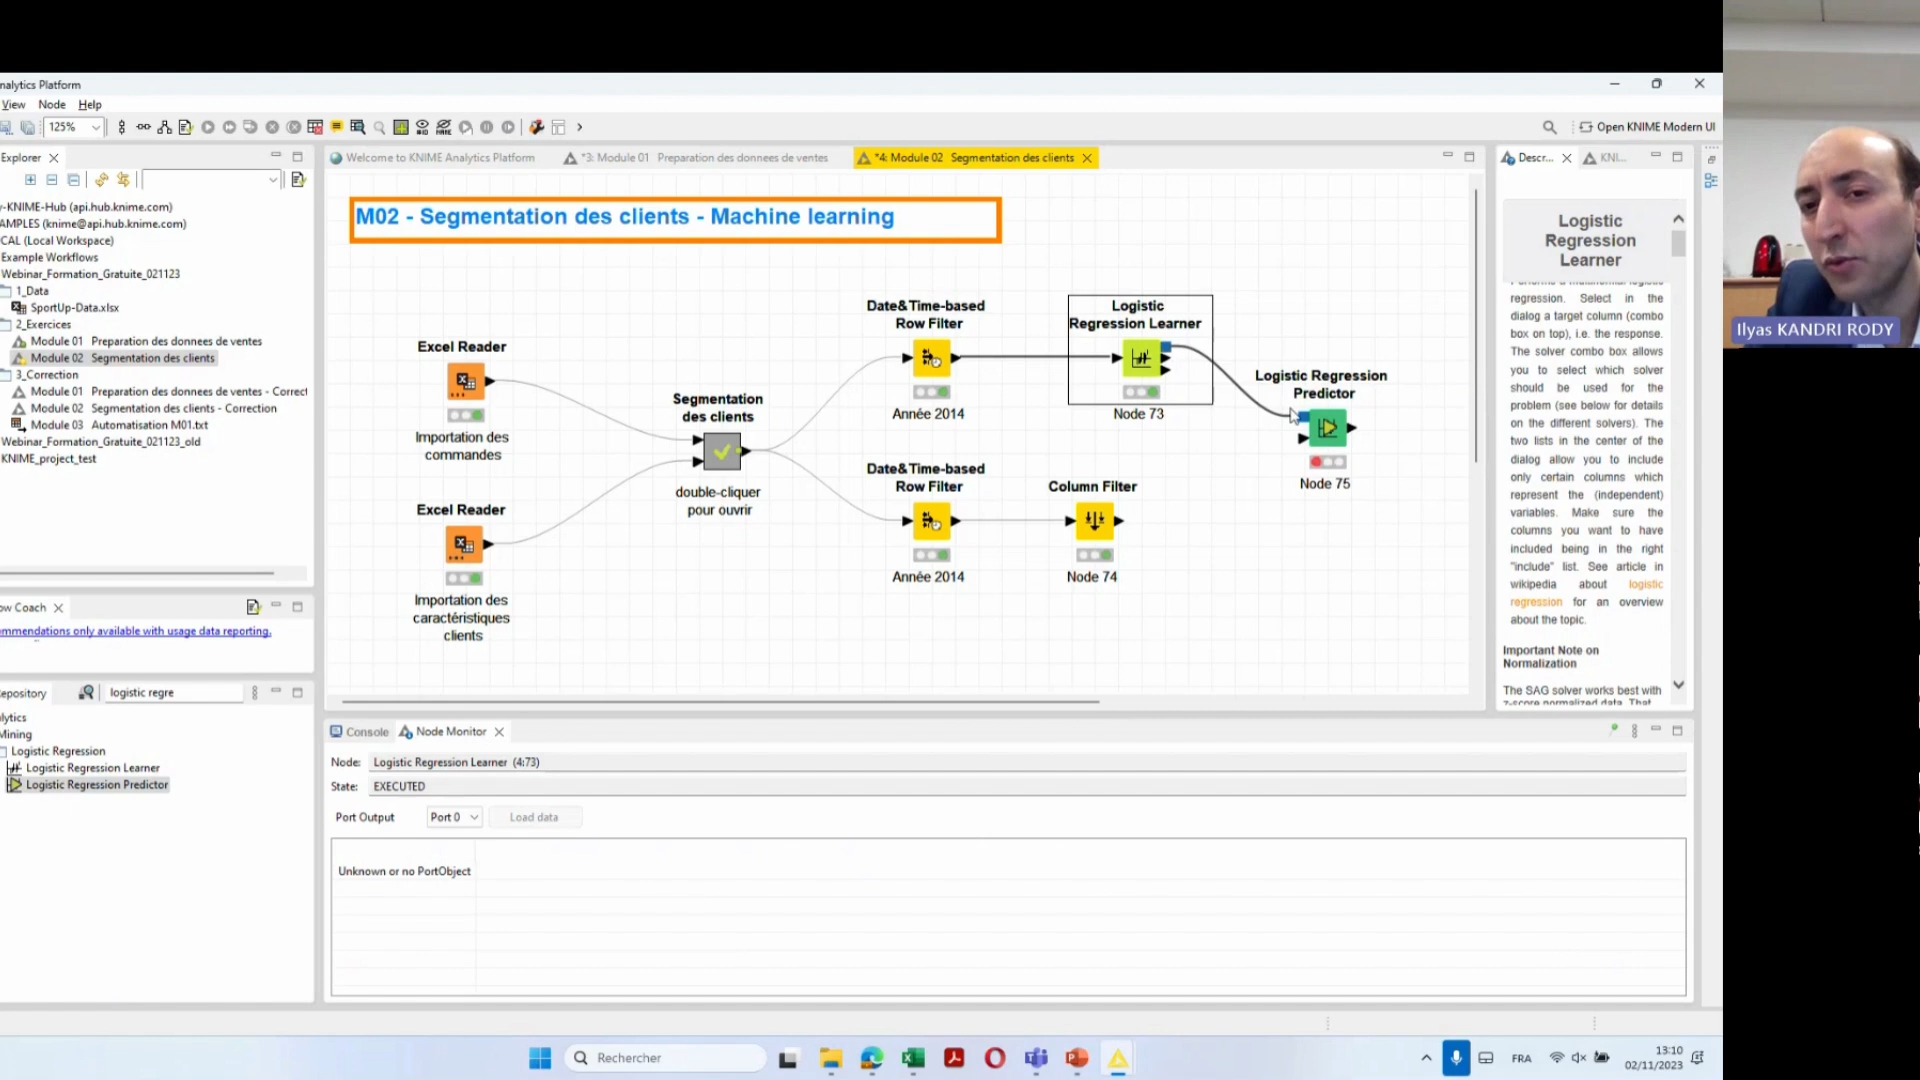 nalytics Platform
View Node Help
125%
Open KNIME Modern UI
Explorer
Welcome to KNIME Analytics Platform
*3: Module 01 Preparation des donnees de ventes
*4: Module 02 Segmentation des clients
Descr...
KNI...
y-KNIME-Hub (api.hub.knime.com)
AMPLES (knime@api.hub.knime.com)
CAL (Local Workspace)
Example Workflows
Webinar_Formation_Gratuite_021123
1_Data
SportUp-Data.xlsx
2_Exercices
Module 01 Preparation des donnees de ventes
Module 02 Segmentation des clients
3_Correction
Module 01 Preparation des donnees de ventes - Correct
Module 02 Segmentation des clients - Correction
Module 03 Automatisation M01.txt
Webinar_Formation_Gratuite_021123_old
KNIME_project_test
ow Coach
mmendations only available with usage data reporting.
epository
logistic regre
lytics
Mining
Logistic Regression
Logistic Regression Learner
Logistic Regression Predictor
M02 - Segmentation des clients - Machine learning
Excel Reader
Importation des
commandes
Excel Reader
Importation des
caractéristiques
clients
Segmentation
des clients
double-cliquer
pour ouvrir
Date&Time-based
Row Filter
Année 2014
Date&Time-based
Row Filter
Année 2014
Logistic
Regression Learner
Node 73
Column Filter
Node 74
Logistic Regression
Predictor
Node 75
Logistic
Regression
Learner
regression. Select in the
dialog a target column (combo
box on top), i.e. the response.
The solver combo box allows
you to select which solver
should be used for the
problem (see below for details
on the different solvers). The
two lists in the center of the
dialog allow you to include
only certain columns which
represent the (independent)
variables. Make sure the
columns you want to have
included being in the right
"include" list. See article in
wikipedia about logistic
regression for an overview
about the topic.
Important Note on
Normalization
The SAG solver works best with
z-score normalized data. That
Console
Node Monitor
Node: Logistic Regression Learner (4:73)
State: EXECUTED
Port Output Port 0 Load data
Unknown or no PortObject
Ilyas KANDRI RODY
Rechercher
FRA
13:10
02/11/2023